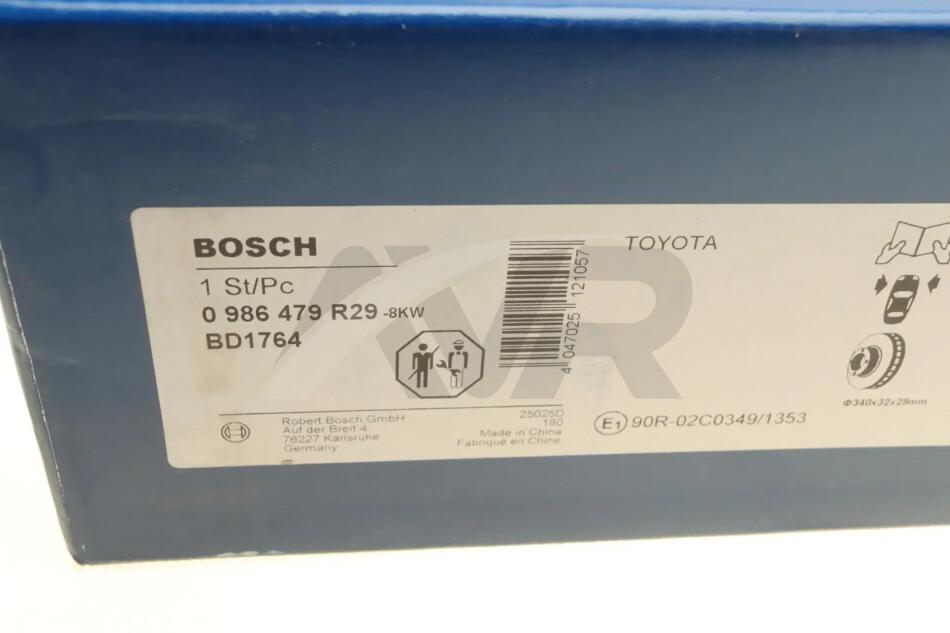 BOSCH
1 St/Pc
0 986 479 R29 -8KW
BD1764
4 047025 121057
TOYOTA
Φ340x32x29mm
Robert Bosch GmbH
Auf der Breit 4
76227 Karlsruhe
Germany
25025D
180
Made in China
Fabriqué en Chine
E1 90R-02C0349/1353